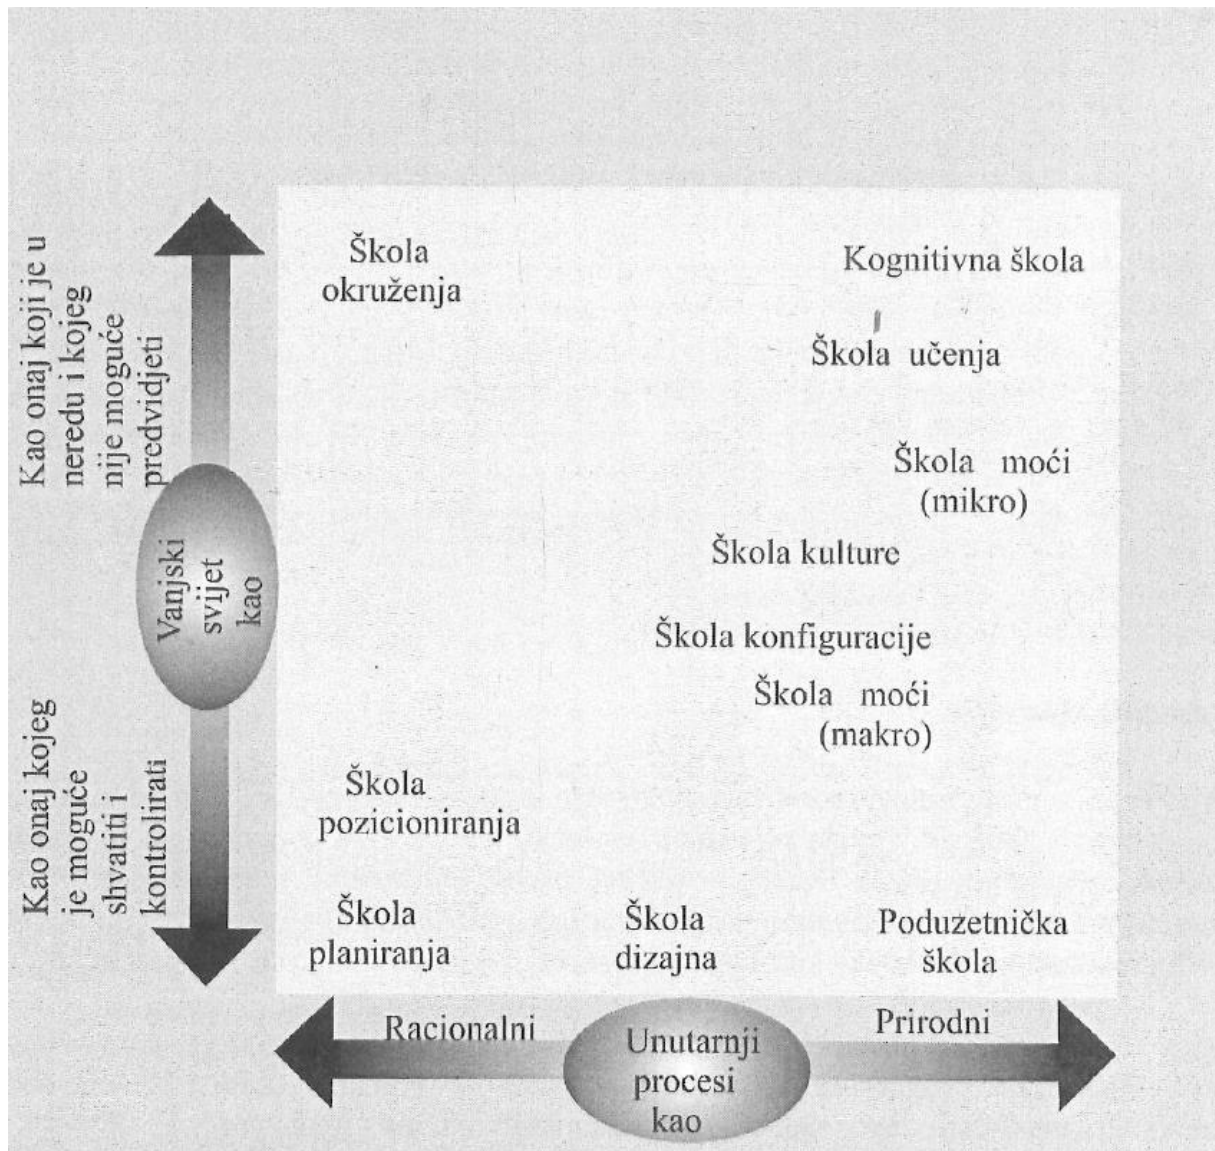 Kao onaj koji je u
neredu i kojeg
nije moguće
predvidjeti
Vanjski
svijet
kao
Kao onaj kojeg
je moguće
shvatiti i
kontrolirati
Škola
okruženja
Kognitivna škola
Škola učenja
Škola moći
(mikro)
Škola kulture
Škola konfiguracije
Škola moći
(makro)
Škola
pozicioniranja
Škola
planiranja
Škola
dizajna
Poduzetnička
škola
Racionalni
Unutarnji
procesi
kao
Prirodni